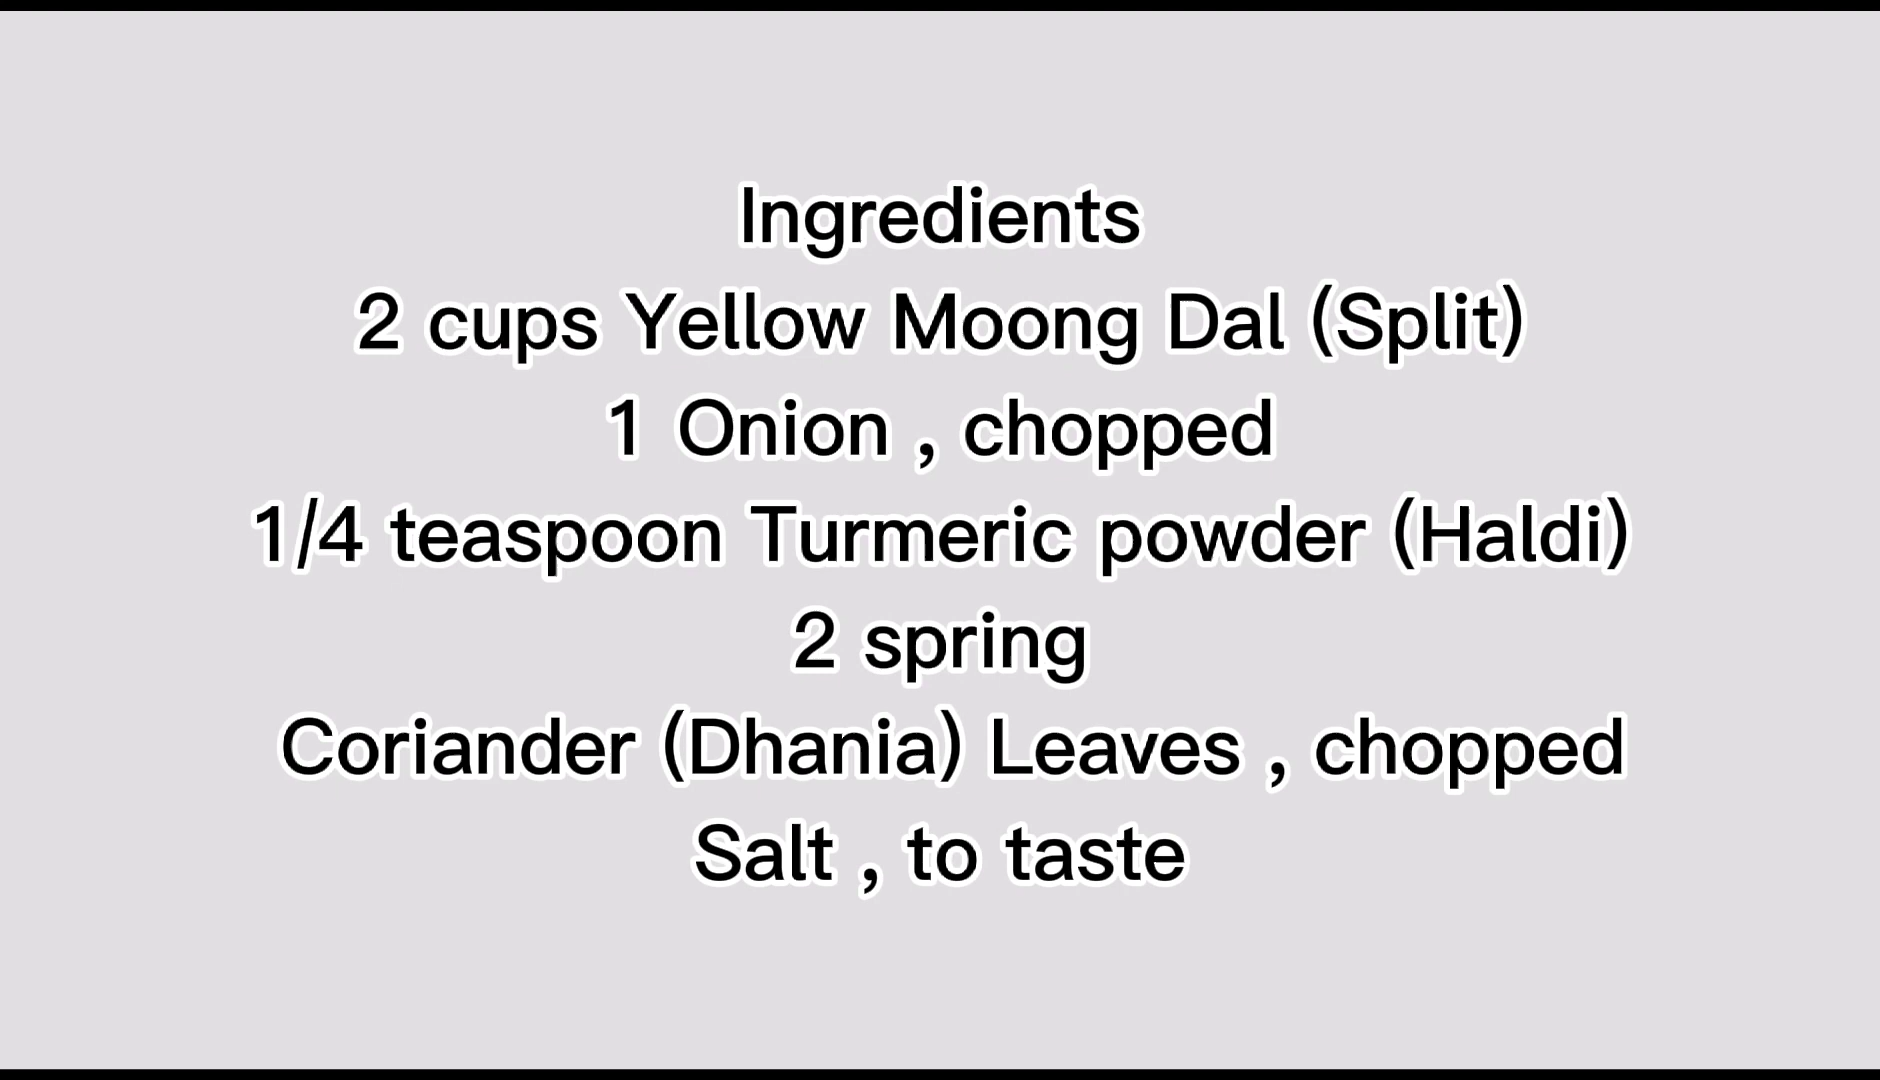 Ingredients
2 cups Yellow Moong Dal (Split)
1 Onion , chopped
1/4 teaspoon Turmeric powder (Haldi)
2 spring
Coriander (Dhania) Leaves , chopped
Salt , to taste